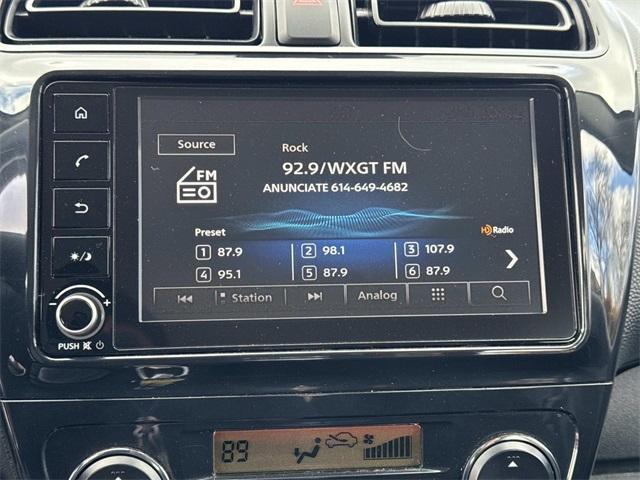 Source
Rock
FM
92.9/WXGT FM
ANUNCIATE 614-649-4682
Preset
HD Radio
1 87.9
2 98.1
3 107.9
4 95.1
5 87.9
6 87.9
Station
Analog
PUSH
89